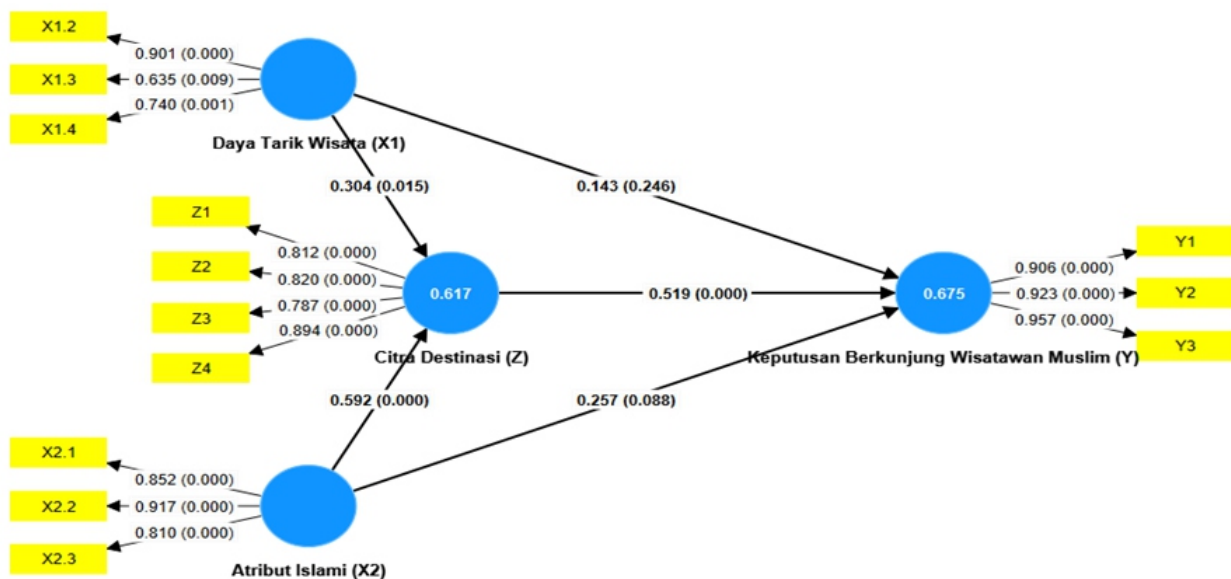 X1.2
0.901 (0.000)
X1.3
0.635 (0.009)
0.740 (0.001)
X1.4
Daya Tarik Wisata (X1)
0.304 (0.015)
0.143 (0.246)
Z1
0.812 (0.000)
Z2
0.820 (0.000)
Z3
0.787 (0.000)
0.894 (0.000)
Z4
0.617
Citra Destinasi (Z)
0.519 (0.000)
0.675
Keputusan Berkunjung Wisatawan Muslim (Y)
Y1
0.906 (0.000)
0.923 (0.000)
Y2
0.957 (0.000)
Y3
0.592 (0.000)
0.257 (0.088)
X2.1
0.852 (0.000)
X2.2
0.917 (0.000)
0.810 (0.000)
X2.3
Atribut Islami (X2)